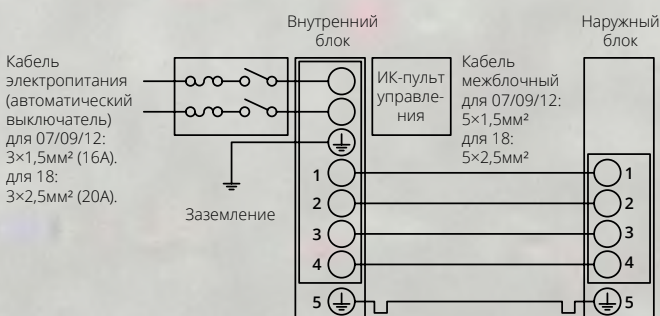 Внутренний
блок
Наружный
блок
Кабель
электропитания
(автоматический
выключатель)
для 07/09/12:
3×1,5мм² (16А).
для 18:
3×2,5мм² (20А).
ИК-пульт
управле-
ния
Кабель
межблочный
для 07/09/12:
5×1,5мм²
для 18:
5×2,5мм²
Заземление
1
2
3
4
5
1
2
3
4
5